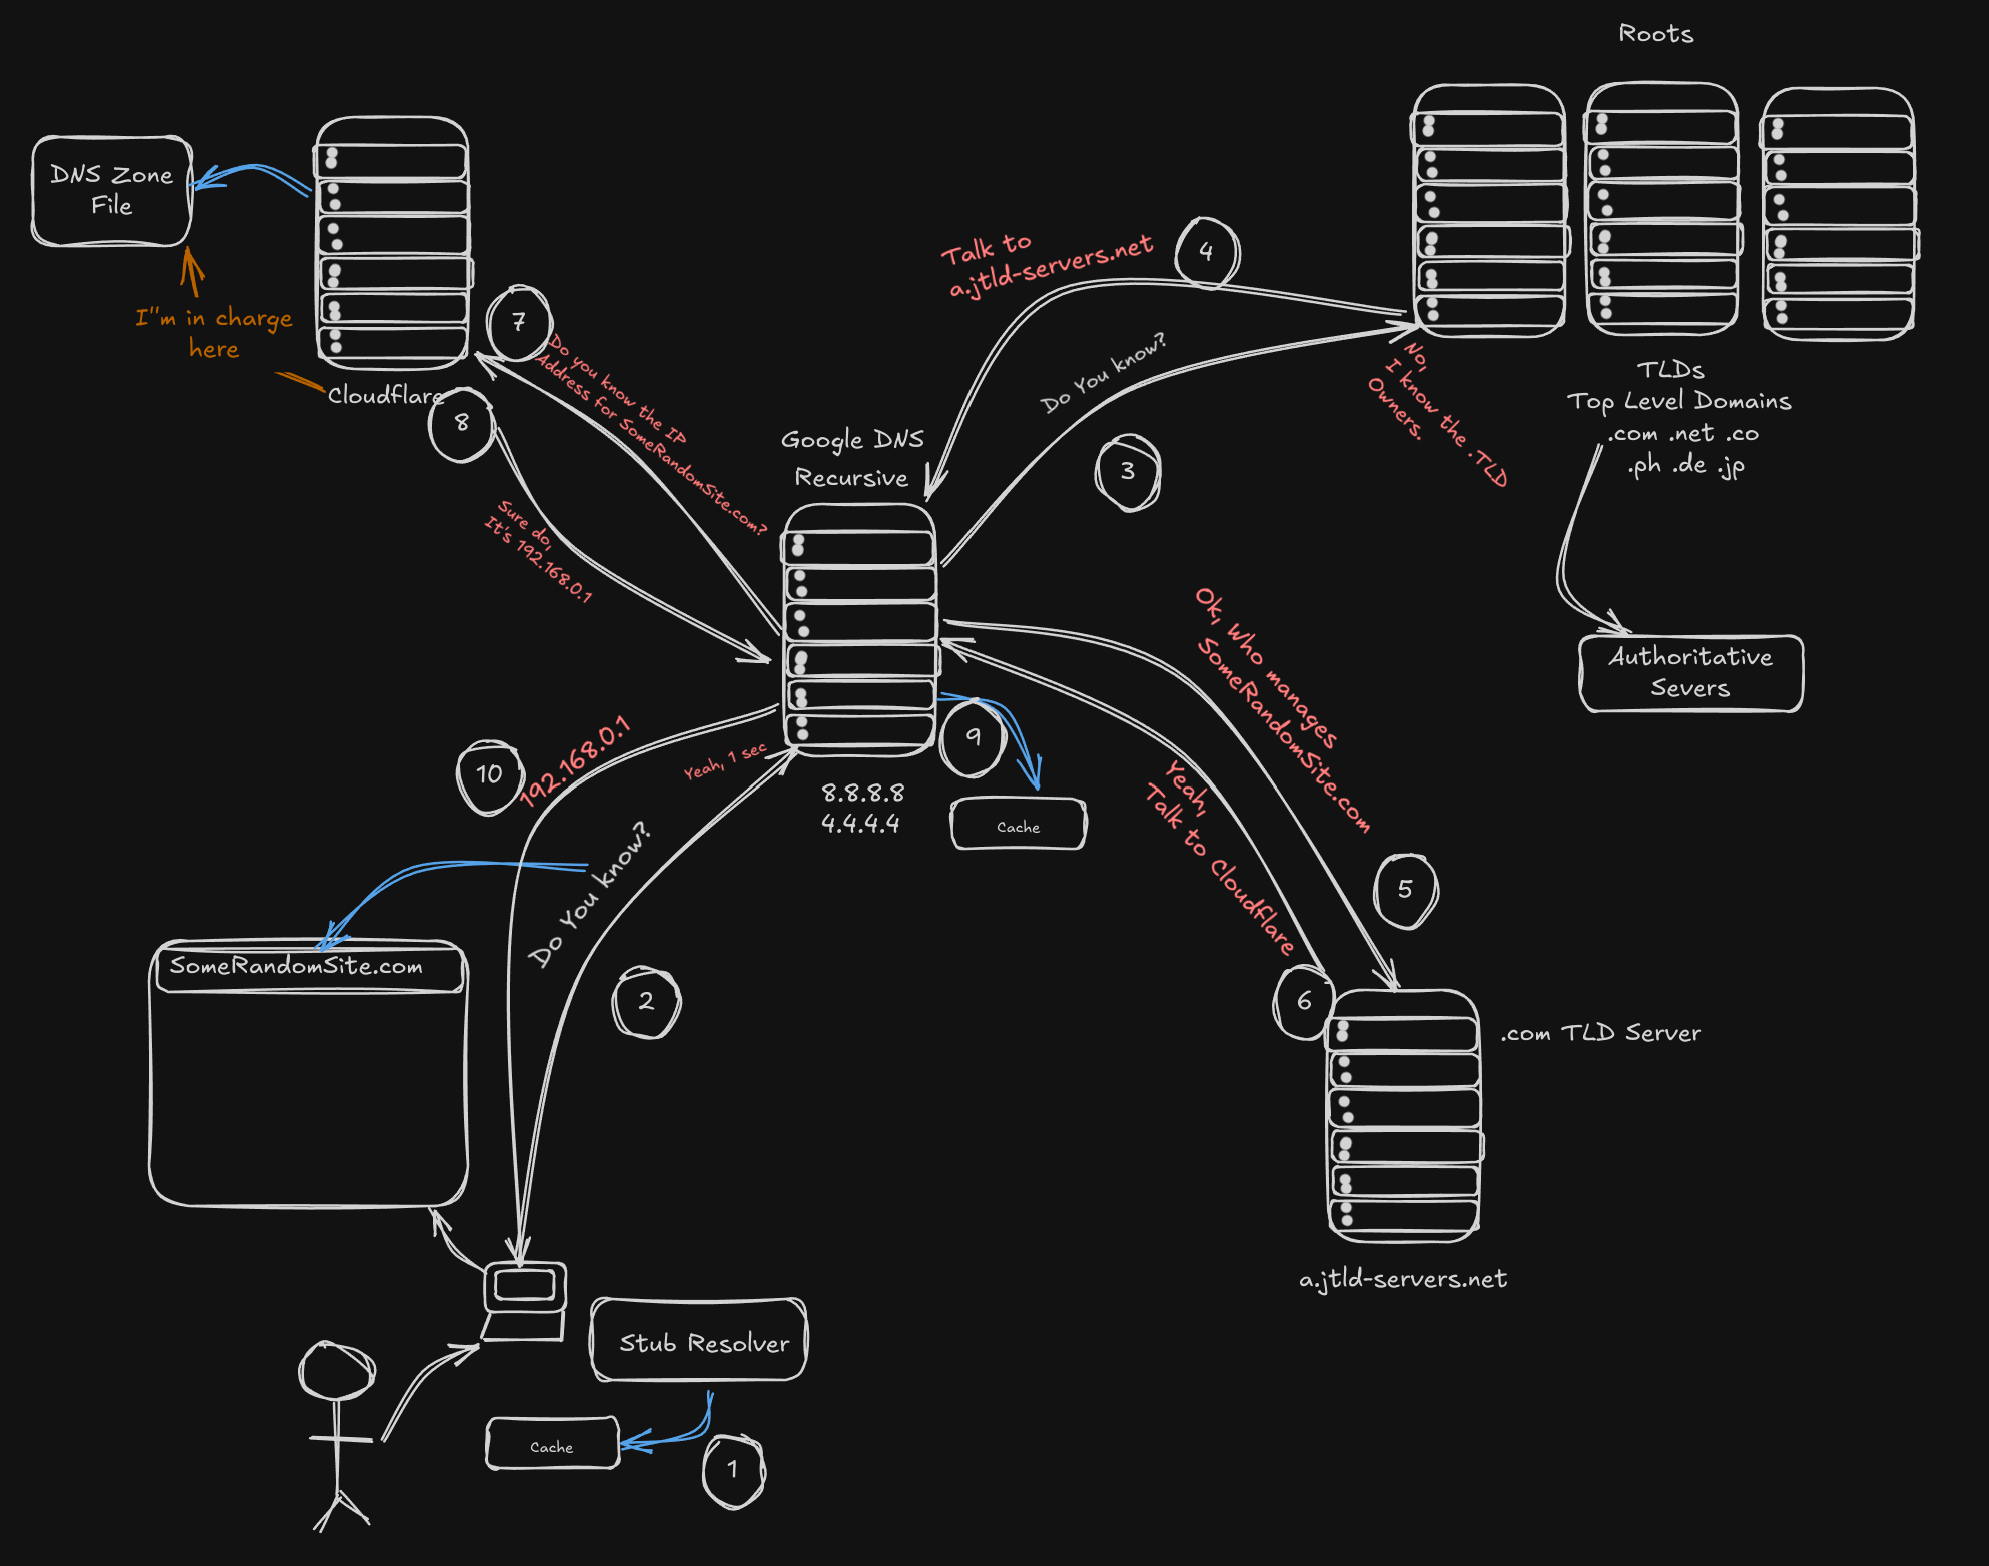 Roots
DNS Zone
File
I"m in charge
here
Cloudflare
7
8
Do you know the IP
Address for SomeRandomSite.com?
Sure do,
It's 192.168.0.1
Talk to
a.jtld-servers.net
4
Do You know?
3
No,
I know the .TLD
Owners.
TLDs
Top Level Domains
.com .net .co
.ph .de .jp
Authoritative
Severs
Google DNS
Recursive
8.8.8.8
4.4.4.4
9
Cache
Ok, Who manages
SomeRandomSite.com
5
Yeah,
Talk to Cloudflare
6
.com TLD Server
a.jtld-servers.net
10
192.168.0.1
Yeah, 1 sec
Do You know?
2
SomeRandomSite.com
Stub Resolver
Cache
1